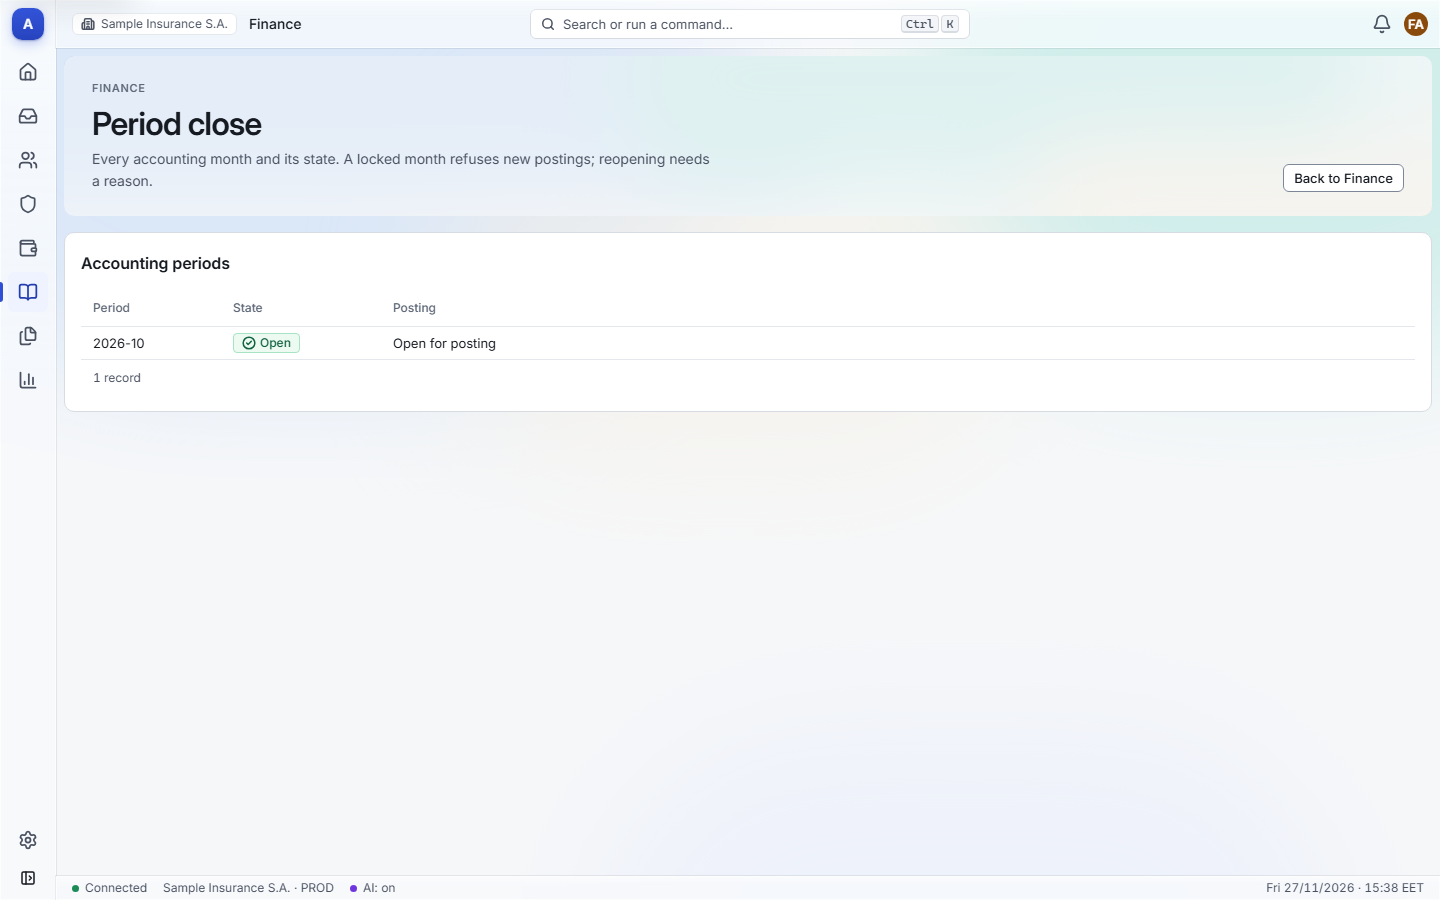 A
Sample Insurance S.A.
Finance
Search or run a command...
Ctrl K
FA
FINANCE
Period close
Every accounting month and its state. A locked month refuses new postings; reopening needs
a reason.
Back to Finance
Accounting periods
Period State Posting
2026-10 Open Open for posting
1 record
Connected Sample Insurance S.A. · PROD AI: on Fri 27/11/2026 · 15:38 EET